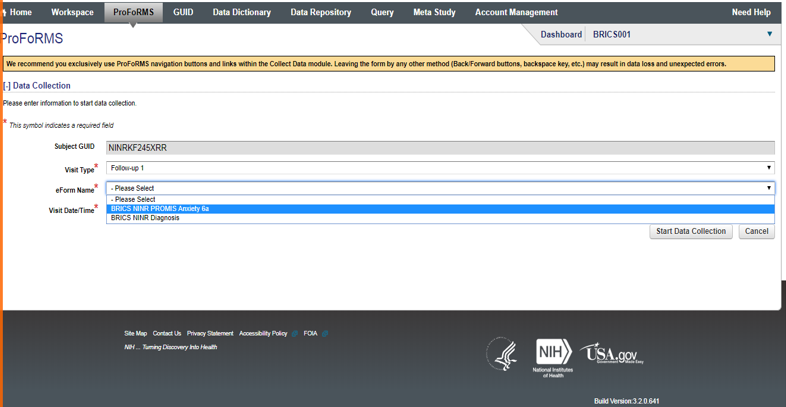 Home Workspace ProFoRMS GUID Data Dictionary Data Repository Query Meta Study Account Management Need Help
ProFoRMS
Dashboard BRICS001
We recommend you exclusively use ProFoRMS navigation buttons and links within the Collect Data module. Leaving the form by any other method (Back/Forward buttons, backspace key, etc.) may result in data loss and unexpected errors.
[-] Data Collection
Please enter information to start data collection.
* This symbol indicates a required field
Subject GUID NINRKF245XRR
Visit Type* Follow-up 1
eForm Name* - Please Select
- Please Select
Visit Date/Time* BRICS NINR PROMIS Anxiety 6a
BRICS NINR Diagnosis
Start Data Collection Cancel
Site Map Contact Us Privacy Statement Accessibility Policy FOIA
NIH ... Turning Discovery Into Health
NIH
National Institutes
of Health
USA.gov
Government Made Easy
Build Version:3.2.0.641